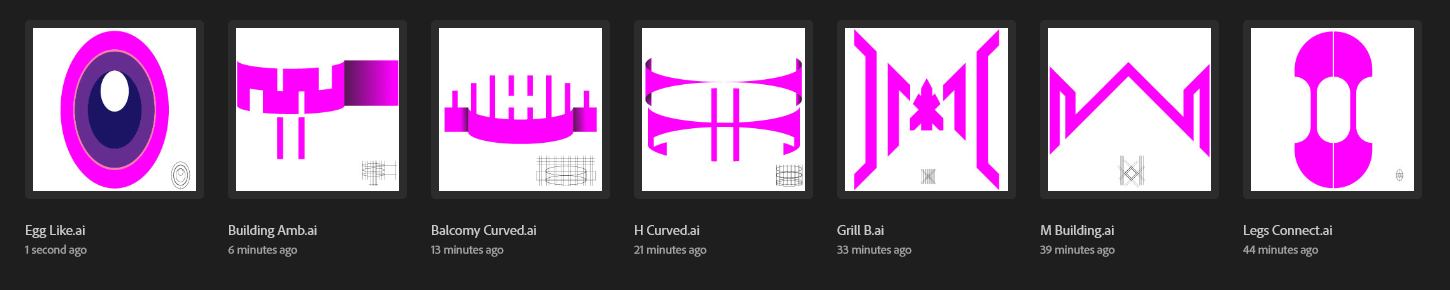 Egg Like.ai
1 second ago
Building Amb.ai
6 minutes ago
Balcomy Curved.ai
13 minutes ago
H Curved.ai
21 minutes ago
Grill B.ai
33 minutes ago
M Building.ai
39 minutes ago
Legs Connect.ai
44 minutes ago